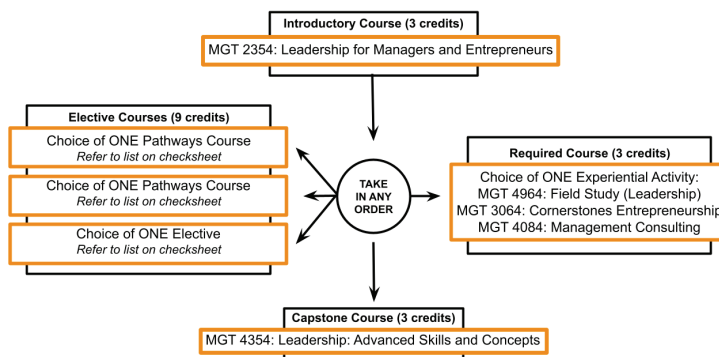 Introductory Course (3 credits)
MGT 2354: Leadership for Managers and Entrepreneurs
Elective Courses (9 credits)
Choice of ONE Pathways Course
Refer to list on checksheet
Choice of ONE Pathways Course
Refer to list on checksheet
Choice of ONE Elective
Refer to list on checksheet
TAKE
IN ANY
ORDER
Required Course (3 credits)
Choice of ONE Experiential Activity:
MGT 4964: Field Study (Leadership)
MGT 3064: Cornerstones Entrepreneurship
MGT 4084: Management Consulting
Capstone Course (3 credits)
MGT 4354: Leadership: Advanced Skills and Concepts